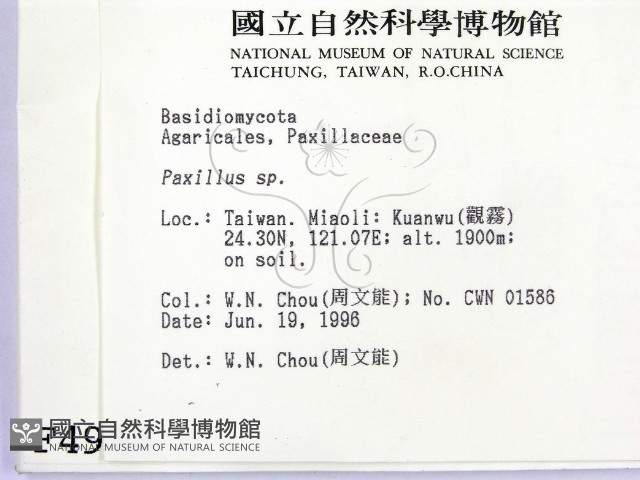 國立自然科學博物館
NATIONAL MUSEUM OF NATURAL SCIENCE
TAICHUNG, TAIWAN, R.O.CHINA
Basidiomycota
Agaricales, Paxillaceae
Paxillus sp.
Loc.: Taiwan. Miaoli: Kuanwu(觀霧)
24.30N, 121.07E; alt. 1900m;
on soil.
Col.: W.N. Chou(周文能); No. CWN 01586
Date: Jun. 19, 1996
Det.: W.N. Chou(周文能)
F49
國立自然科學博物館
NATIONAL MUSEUM OF NATURAL SCIENCE